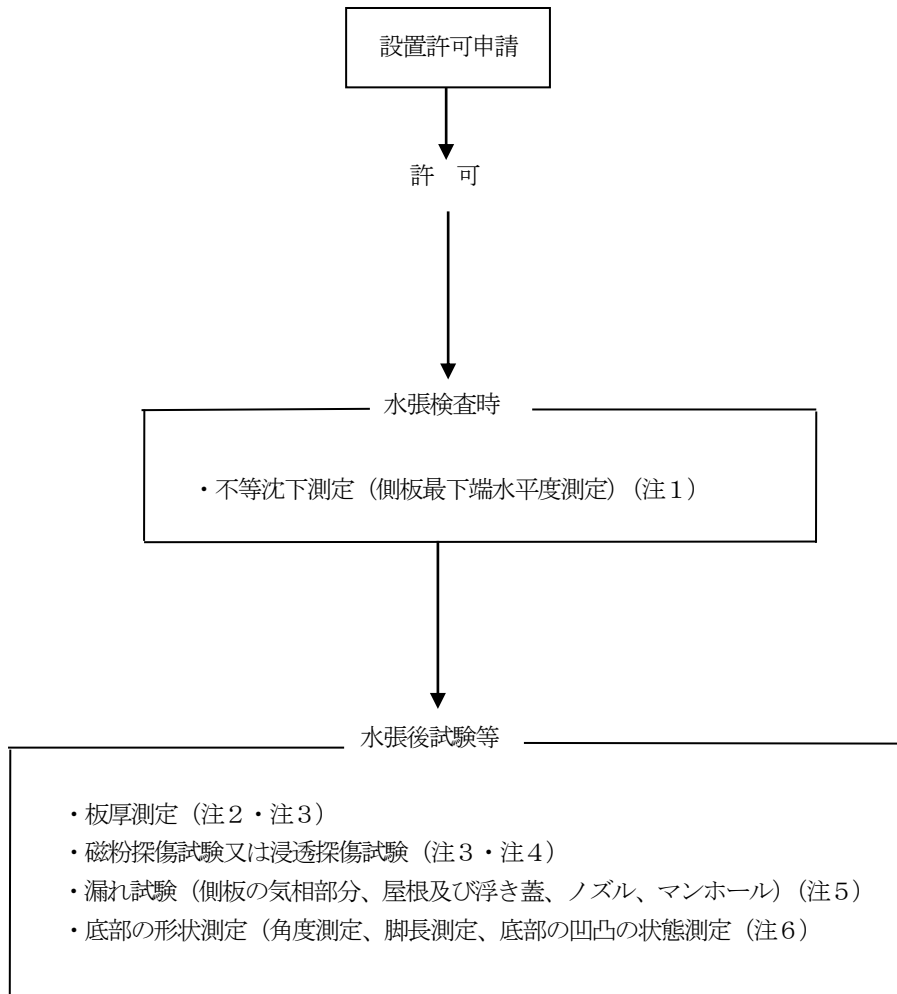 設置許可申請
許　可
水張検査時
・不等沈下測定（側板最下端水平度測定）（注１）
水張後試験等
・板厚測定（注２・注３）
・磁粉探傷試験又は浸透探傷試験（注３・注４）
・漏れ試験（側板の気相部分、屋根及び浮き蓋、ノズル、マンホール）（注５）
・底部の形状測定（角度測定、脚長測定、底部の凹凸の状態測定（注６）